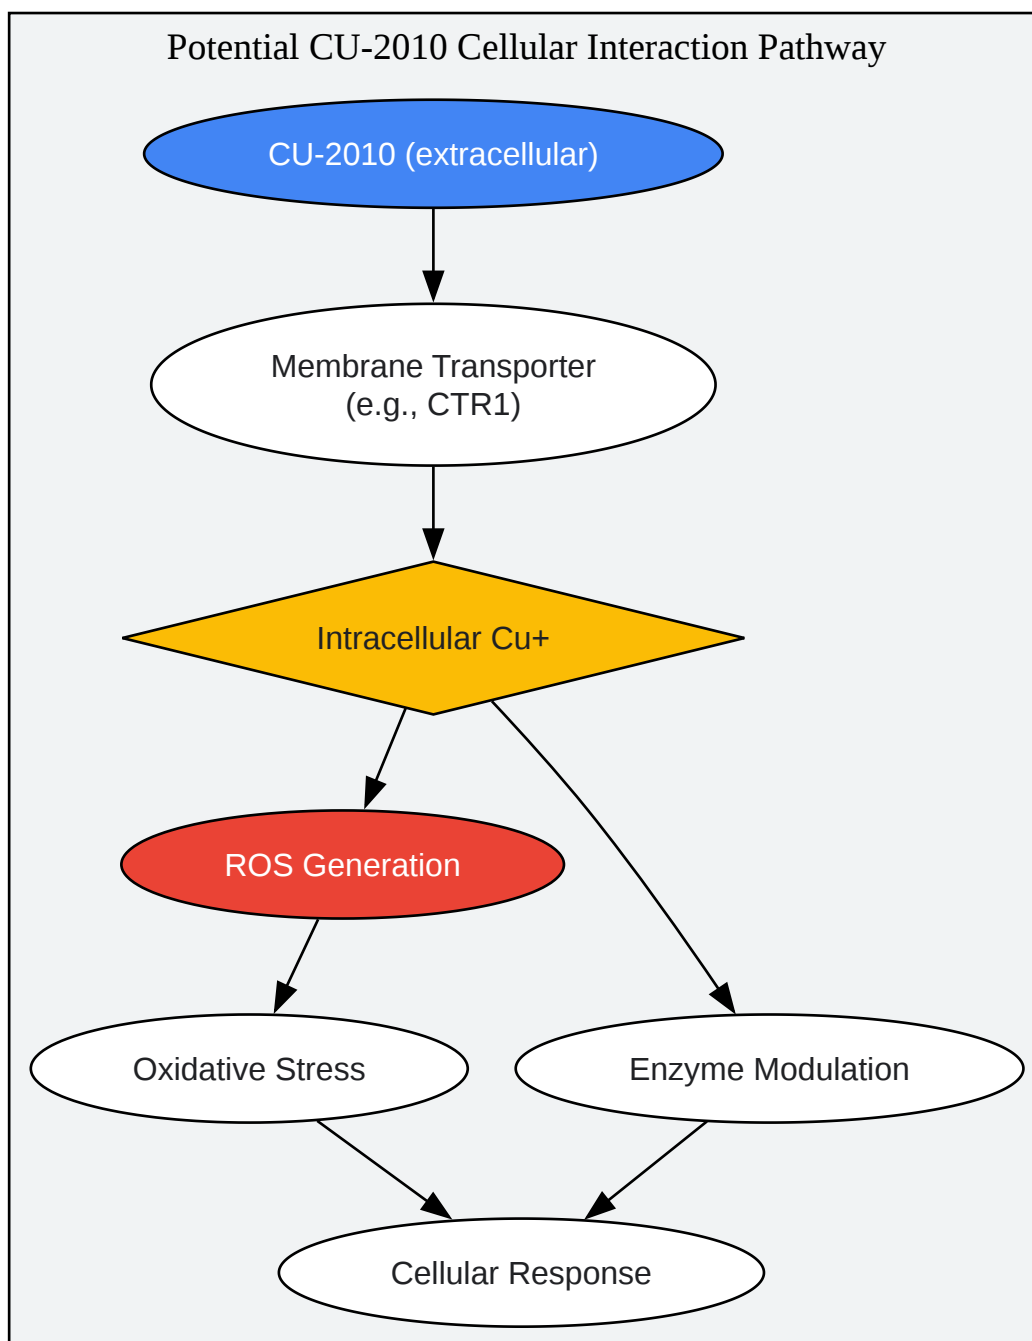 Potential CU-2010 Cellular Interaction Pathway
CU-2010 (extracellular)
Membrane Transporter
(e.g., CTR1)
Intracellular Cu+
ROS Generation
Oxidative Stress
Enzyme Modulation
Cellular Response